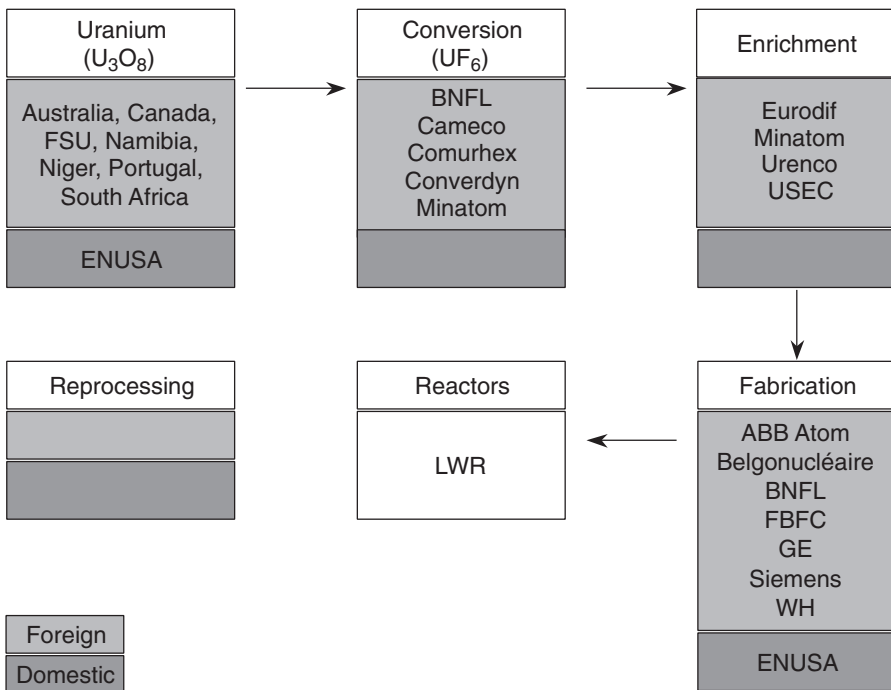 Uranium
(U₃O₈)
Australia, Canada,
FSU, Namibia,
Niger, Portugal,
South Africa
ENUSA
Conversion
(UF₆)
BNFL
Cameco
Comurhex
Converdyn
Minatom
Enrichment
Eurodif
Minatom
Urenco
USEC
Reprocessing
Reactors
LWR
Fabrication
ABB Atom
Belgonucléaire
BNFL
FBFC
GE
Siemens
WH
ENUSA
Foreign
Domestic